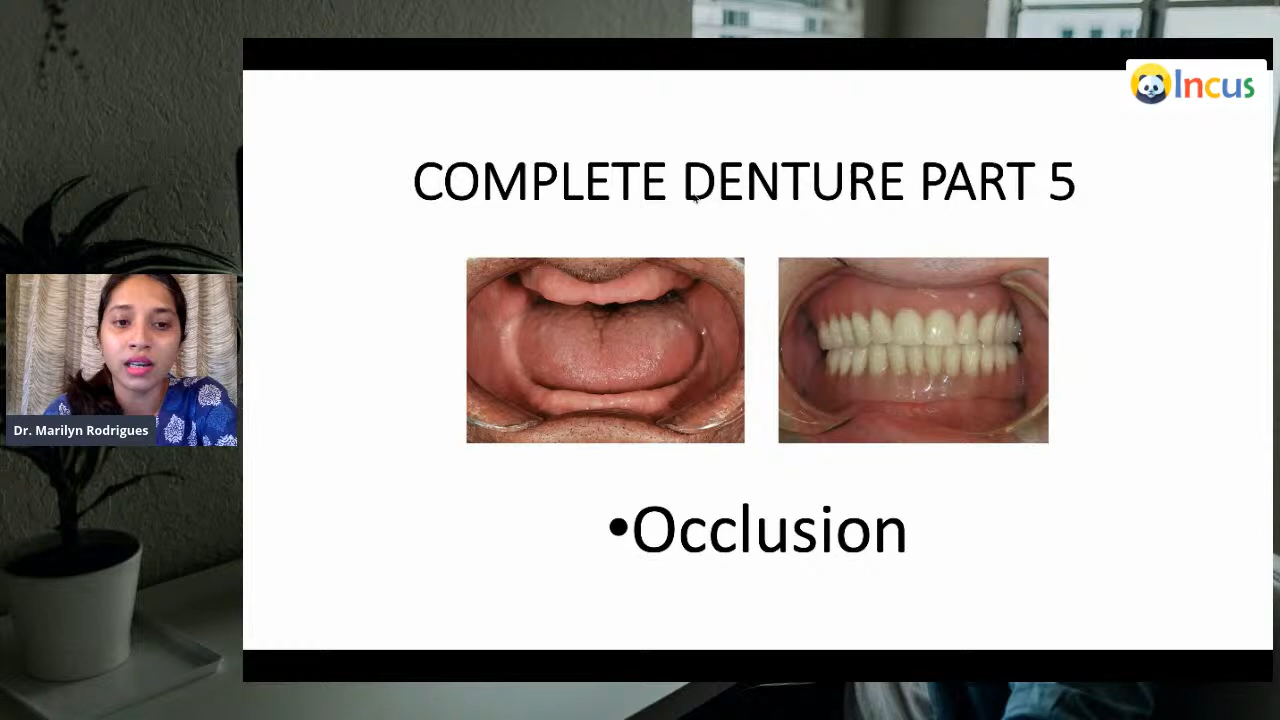 Incus
COMPLETE DENTURE PART 5
Dr. Marilyn Rodrigues
•Occlusion